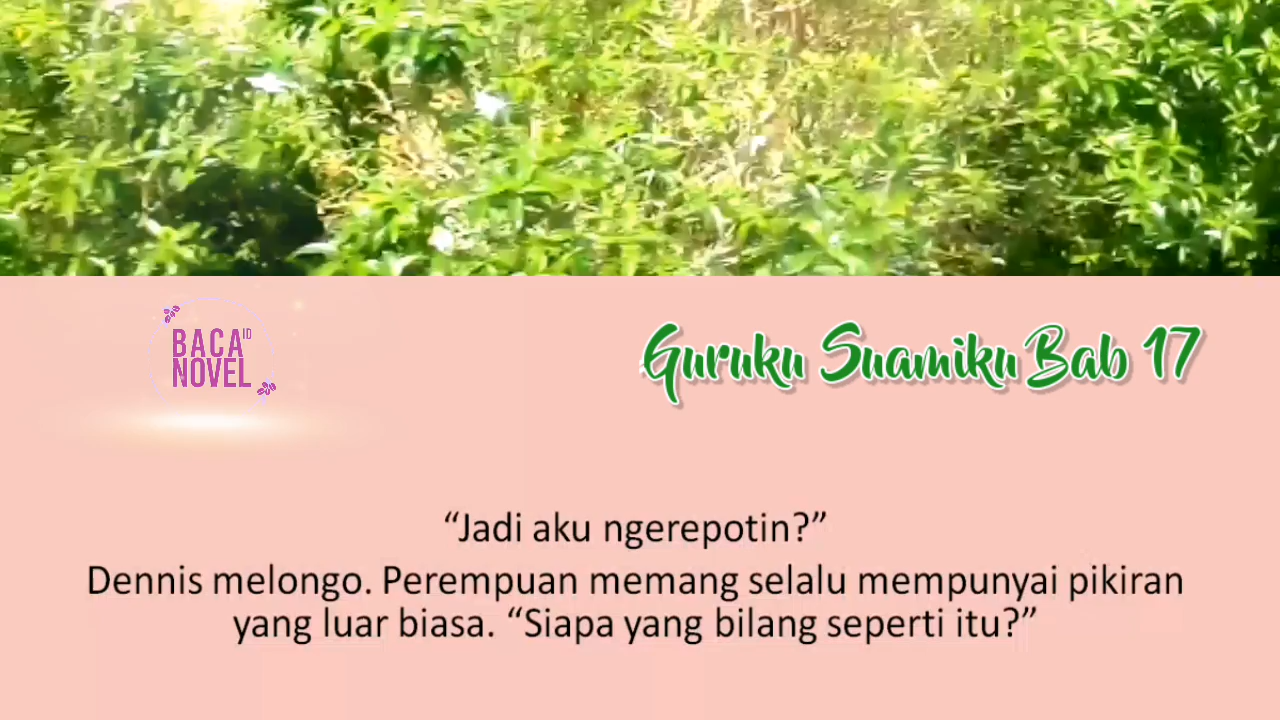 BACA ID
NOVEL
Guruku Suamiku Bab 17
“Jadi aku ngerepotin?”
Dennis melongo. Perempuan memang selalu mempunyai pikiran
yang luar biasa. “Siapa yang bilang seperti itu?”